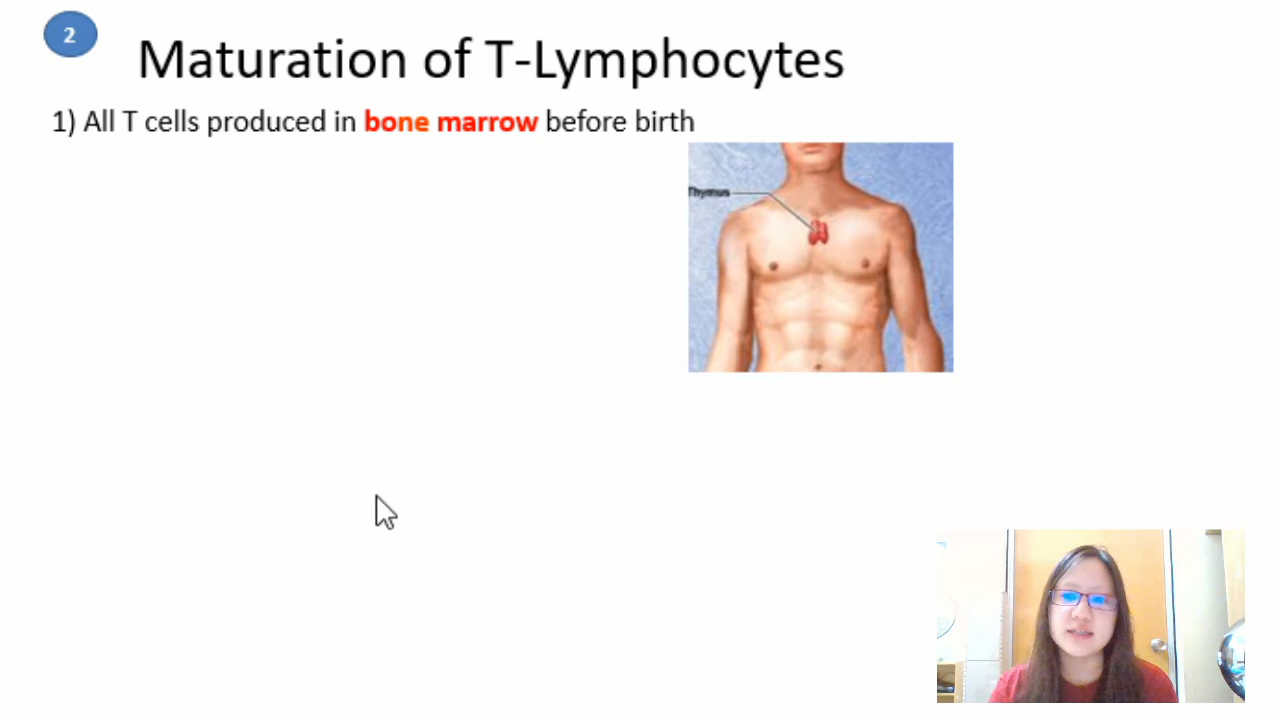 2
Maturation of T-Lymphocytes
1) All T cells produced in bone marrow before birth
Thymus